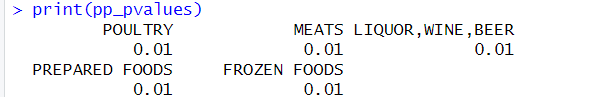 > print(pp_pvalues)
POULTRY MEATS LIQUOR,WINE,BEER
0.01 0.01 0.01
PREPARED FOODS FROZEN FOODS
0.01 0.01